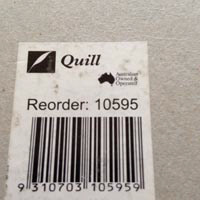 Quill
Australian
Owned &
Operated
Reorder: 10595
9 310703 105959